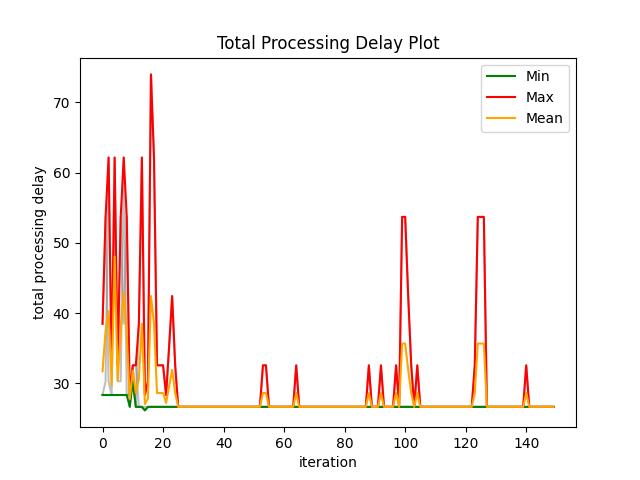 Total Processing Delay Plot
Min
Max
Mean
total processing delay
70
60
50
40
30
0 20 40 60 80 100 120 140
iteration